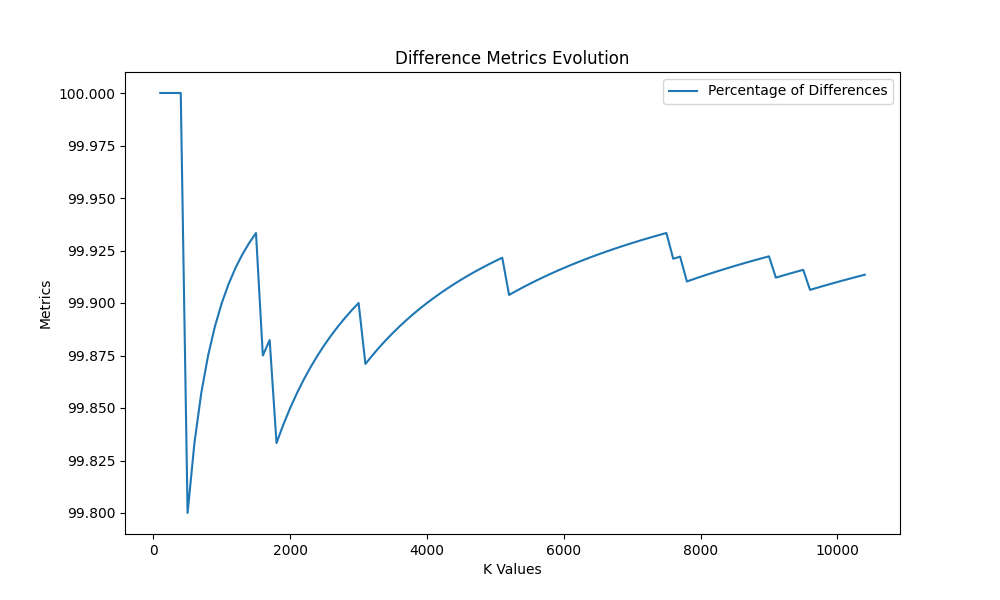 Difference Metrics Evolution
Percentage of Differences
100.000
99.975
99.950
99.925
99.900
99.875
99.850
99.825
99.800
Metrics
0 2000 4000 6000 8000 10000
K Values